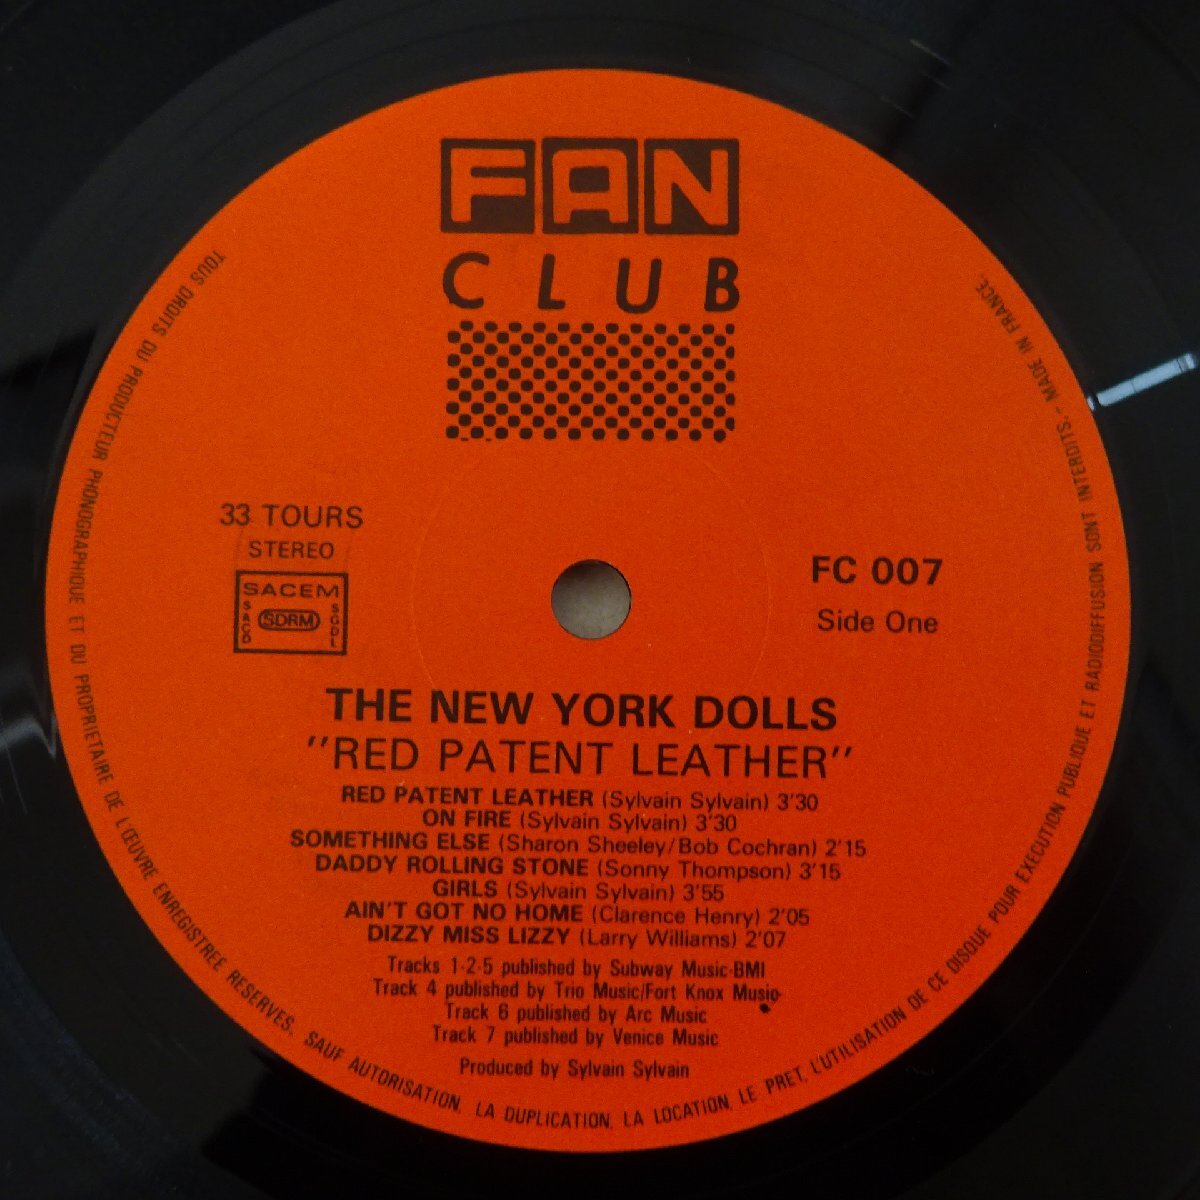 FAN
CLUB
33 TOURS
STEREO
SACEM
SACD
SDRM
SGDL
FC 007
Side One
THE NEW YORK DOLLS
"RED PATENT LEATHER"
RED PATENT LEATHER (Sylvain Sylvain) 3'30
ON FIRE (Sylvain Sylvain) 3'30
SOMETHING ELSE (Sharon Sheeley/Bob Cochran) 2'15
DADDY ROLLING STONE (Sonny Thompson) 3'15
GIRLS (Sylvain Sylvain) 3'55
AIN'T GOT NO HOME (Clarence Henry) 2'05
DIZZY MISS LIZZY (Larry Williams) 2'07
Tracks 1-2-5 published by Subway Music-BMI
Track 4 published by Trio Music/Fort Knox Music
Track 6 published by Arc Music
Track 7 published by Venice Music
Produced by Sylvain Sylvain
TOUS DROITS DU PRODUCTEUR PHONOGRAPHIQUE ET DU PROPRIETAIRE DE L'ŒUVRE ENREGISTREE RESERVES. SAUF AUTORISATION, LA DUPLICATION, LA LOCATION, LE PRET, L'UTILISATION DE CE DISQUE POUR EXECUTION PUBLIQUE ET RADIODIFFUSION SONT INTERDITS. - MADE IN FRANCE.